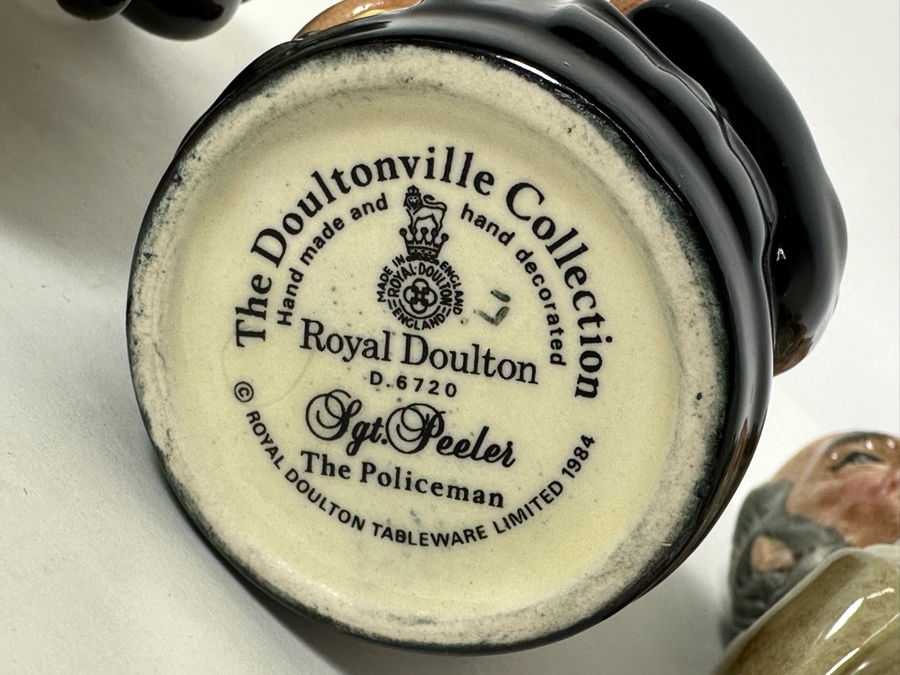 The Doultonville Collection
Hand made and hand decorated
MADE IN ENGLAND
ROYAL·DOULTON
ENGLAND
Royal Doulton
D.6720
Sgt. Peeler
The Policeman
© ROYAL DOULTON TABLEWARE LIMITED 1984